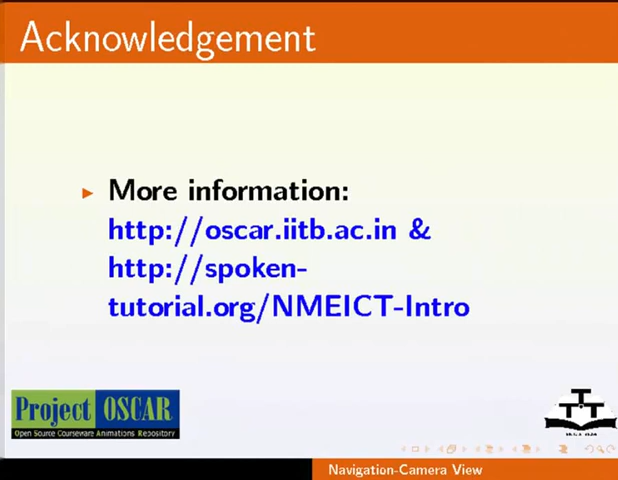 Acknowledgement
More information:
http://oscar.iitb.ac.in &
http://spoken-
tutorial.org/NMEICT-Intro
Project OSCAR
Open Source Courseware Animations Repository
Navigation-Camera View